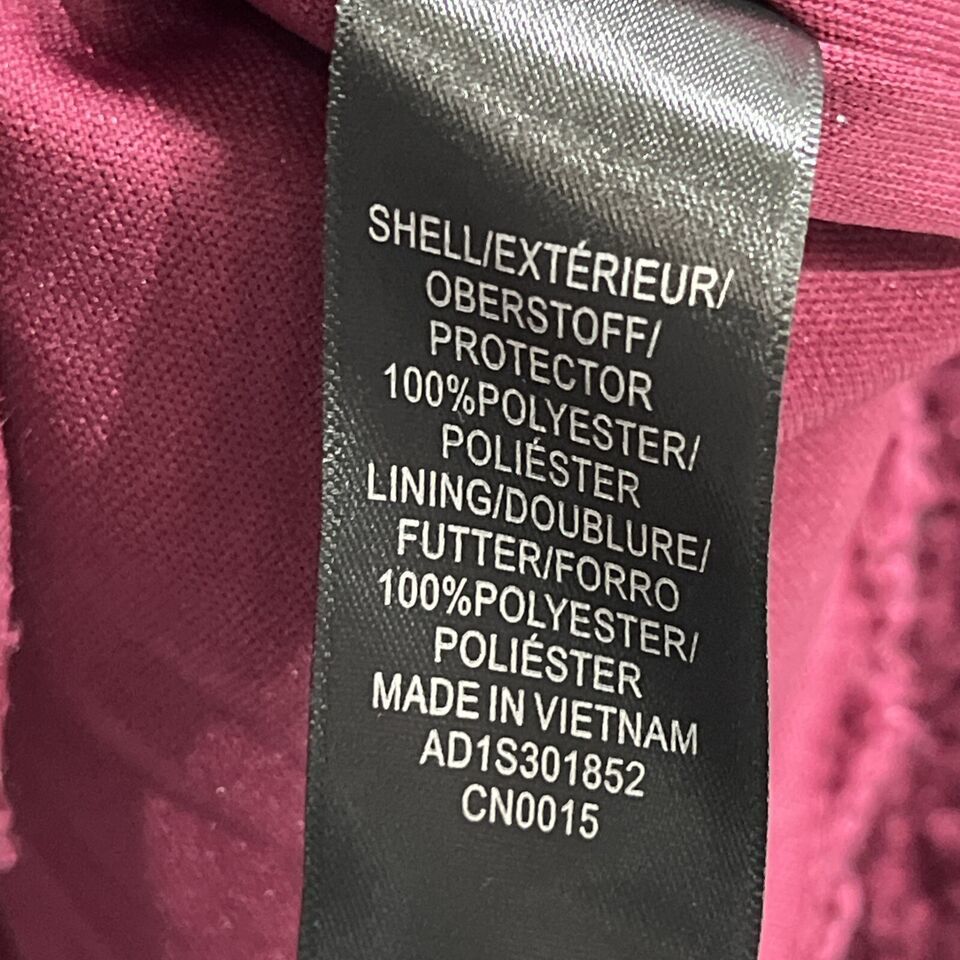 SHELL/EXTÉRIEUR/
OBERSTOFF/
PROTECTOR
100%POLYESTER/
POLIÉSTER
LINING/DOUBLURE/
FUTTER/FORRO
100%POLYESTER/
POLIÉSTER
MADE IN VIETNAM
AD1S301852
CN0015